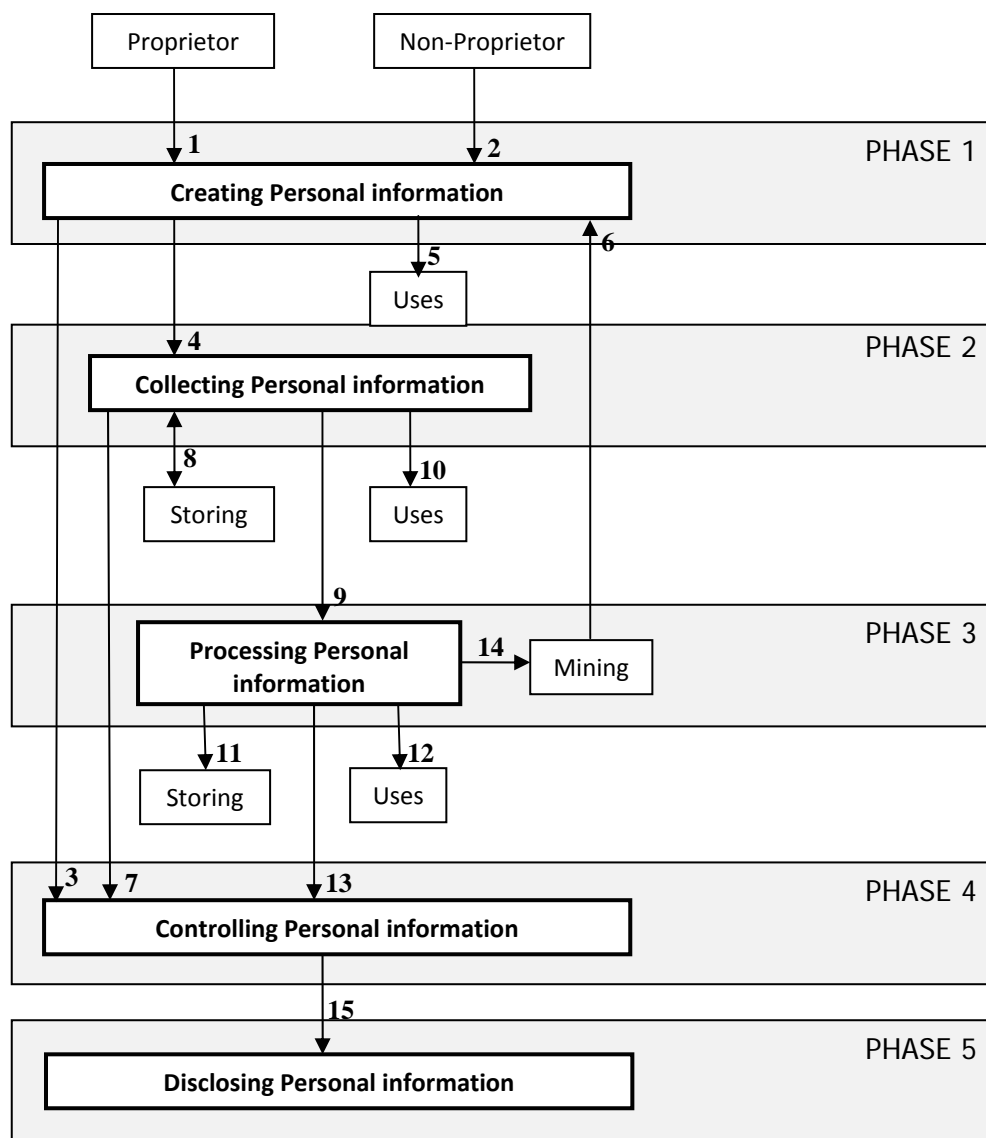 Proprietor
Non-Proprietor
1
2
PHASE 1
Creating Personal information
5
6
Uses
4
PHASE 2
Collecting Personal information
8
10
Storing
Uses
9
PHASE 3
Processing Personal
information
14
Mining
11
12
Storing
Uses
3
7
13
PHASE 4
Controlling Personal information
15
PHASE 5
Disclosing Personal information